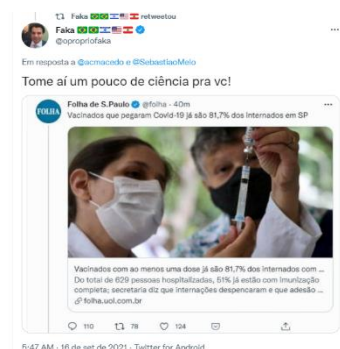 Faka 🇧🇷🇧🇷🇮🇱🇺🇸🇱🇧 retweetou
Faka 🇧🇷🇧🇷🇮🇱🇺🇸🇱🇧
@opropriofaka
Em resposta a @acmacedo e @SebastiaoMelo
Tome aí um pouco de ciência pra vc!
FOLHA
Folha de S.Paulo @folha · 40m
Vacinados que pegaram Covid-19 já são 81,7% dos internados em SP
Vacinados com ao menos uma dose já são 81,7% dos internados com ...
Do total de 629 pessoas hospitalizadas, 51% já estão com imunização
completa; secretaria diz que internações despencaram e que adesão ...
folha.uol.com.br
110 78 124
5:47 AM · 16 de set de 2021 · Twitter for Android